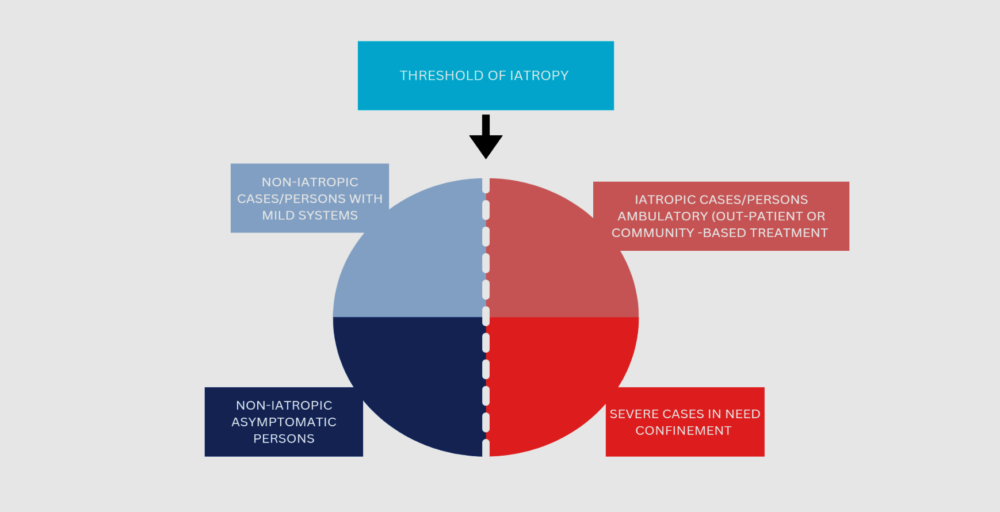 THRESHOLD OF IATROPY
NON-IATROPIC
CASES/PERSONS WITH
MILD SYSTEMS
IATROPIC CASES/PERSONS
AMBULATORY (OUT-PATIENT OR
COMMUNITY -BASED TREATMENT
NON-IATROPIC
ASYMPTOMATIC
PERSONS
SEVERE CASES IN NEED
CONFINEMENT